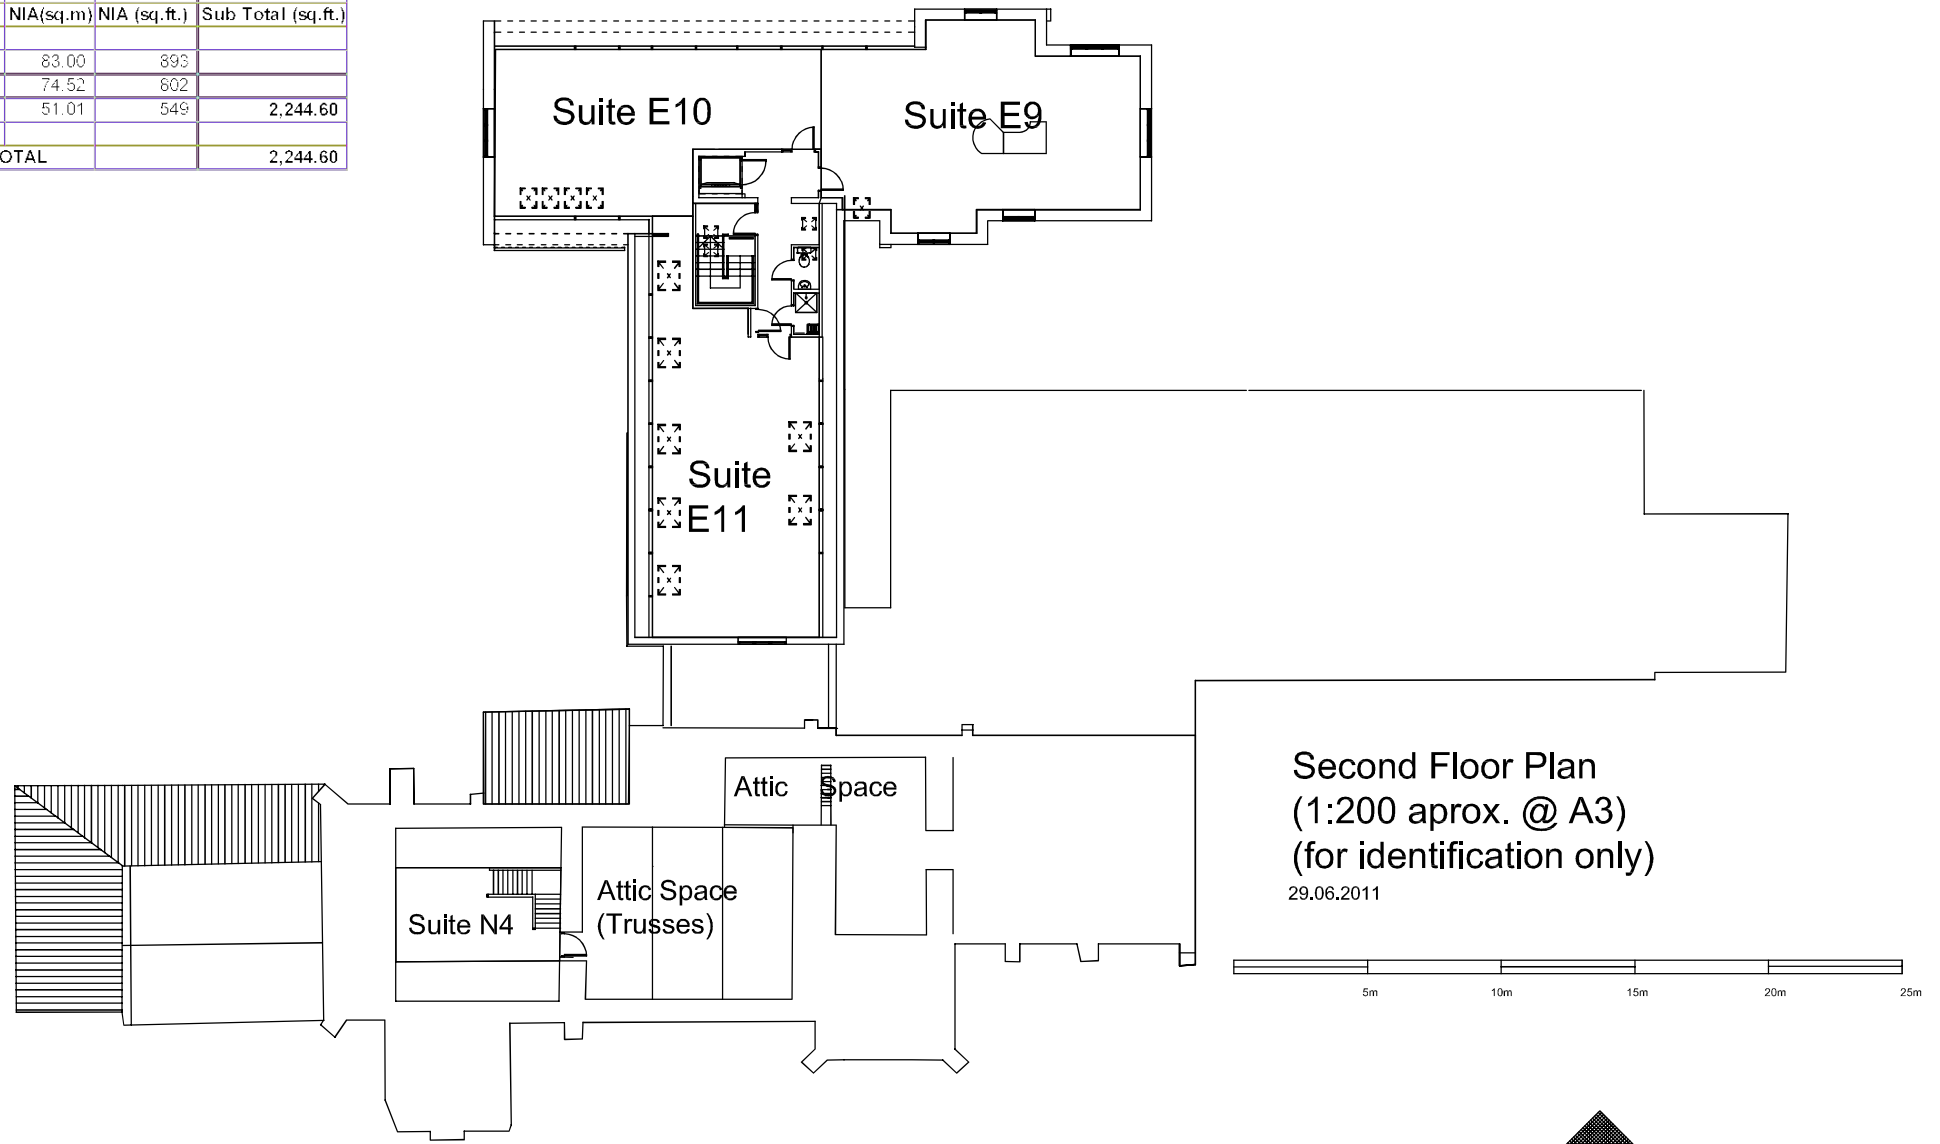 NIA(sq.m) NIA (sq.ft.) Sub Total (sq.ft.)
83.00 893
74.52 802
51.01 549 2,244.60
OTAL 2,244.60
Suite E10
Suite E9
Suite
E11
Attic Space
Attic Space
(Trusses)
Suite N4
Second Floor Plan
(1:200 aprox. @ A3)
(for identification only)
29.06.2011
5m 10m 15m 20m 25m